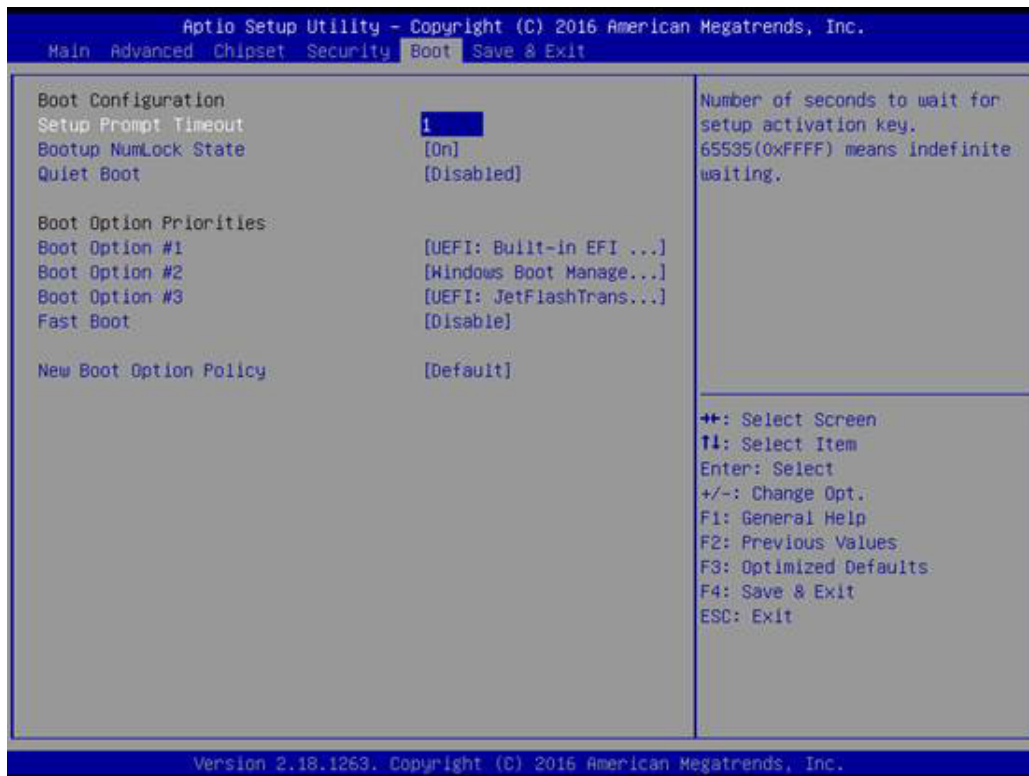 Aptio Setup Utility – Copyright (C) 2016 American Megatrends, Inc.
Main Advanced Chipset Security Boot Save & Exit
Boot Configuration
Setup Prompt Timeout 1
Bootup NumLock State [On]
Quiet Boot [Disabled]
Boot Option Priorities
Boot Option #1 [UEFI: Built-in EFI ...]
Boot Option #2 [Windows Boot Manage...]
Boot Option #3 [UEFI: JetFlashTrans...]
Fast Boot [Disable]
New Boot Option Policy [Default]
Number of seconds to wait for
setup activation key.
65535(0xFFFF) means indefinite
waiting.
→←: Select Screen
↑↓: Select Item
Enter: Select
+/-: Change Opt.
F1: General Help
F2: Previous Values
F3: Optimized Defaults
F4: Save & Exit
ESC: Exit
Version 2.18.1263. Copyright (C) 2016 American Megatrends, Inc.